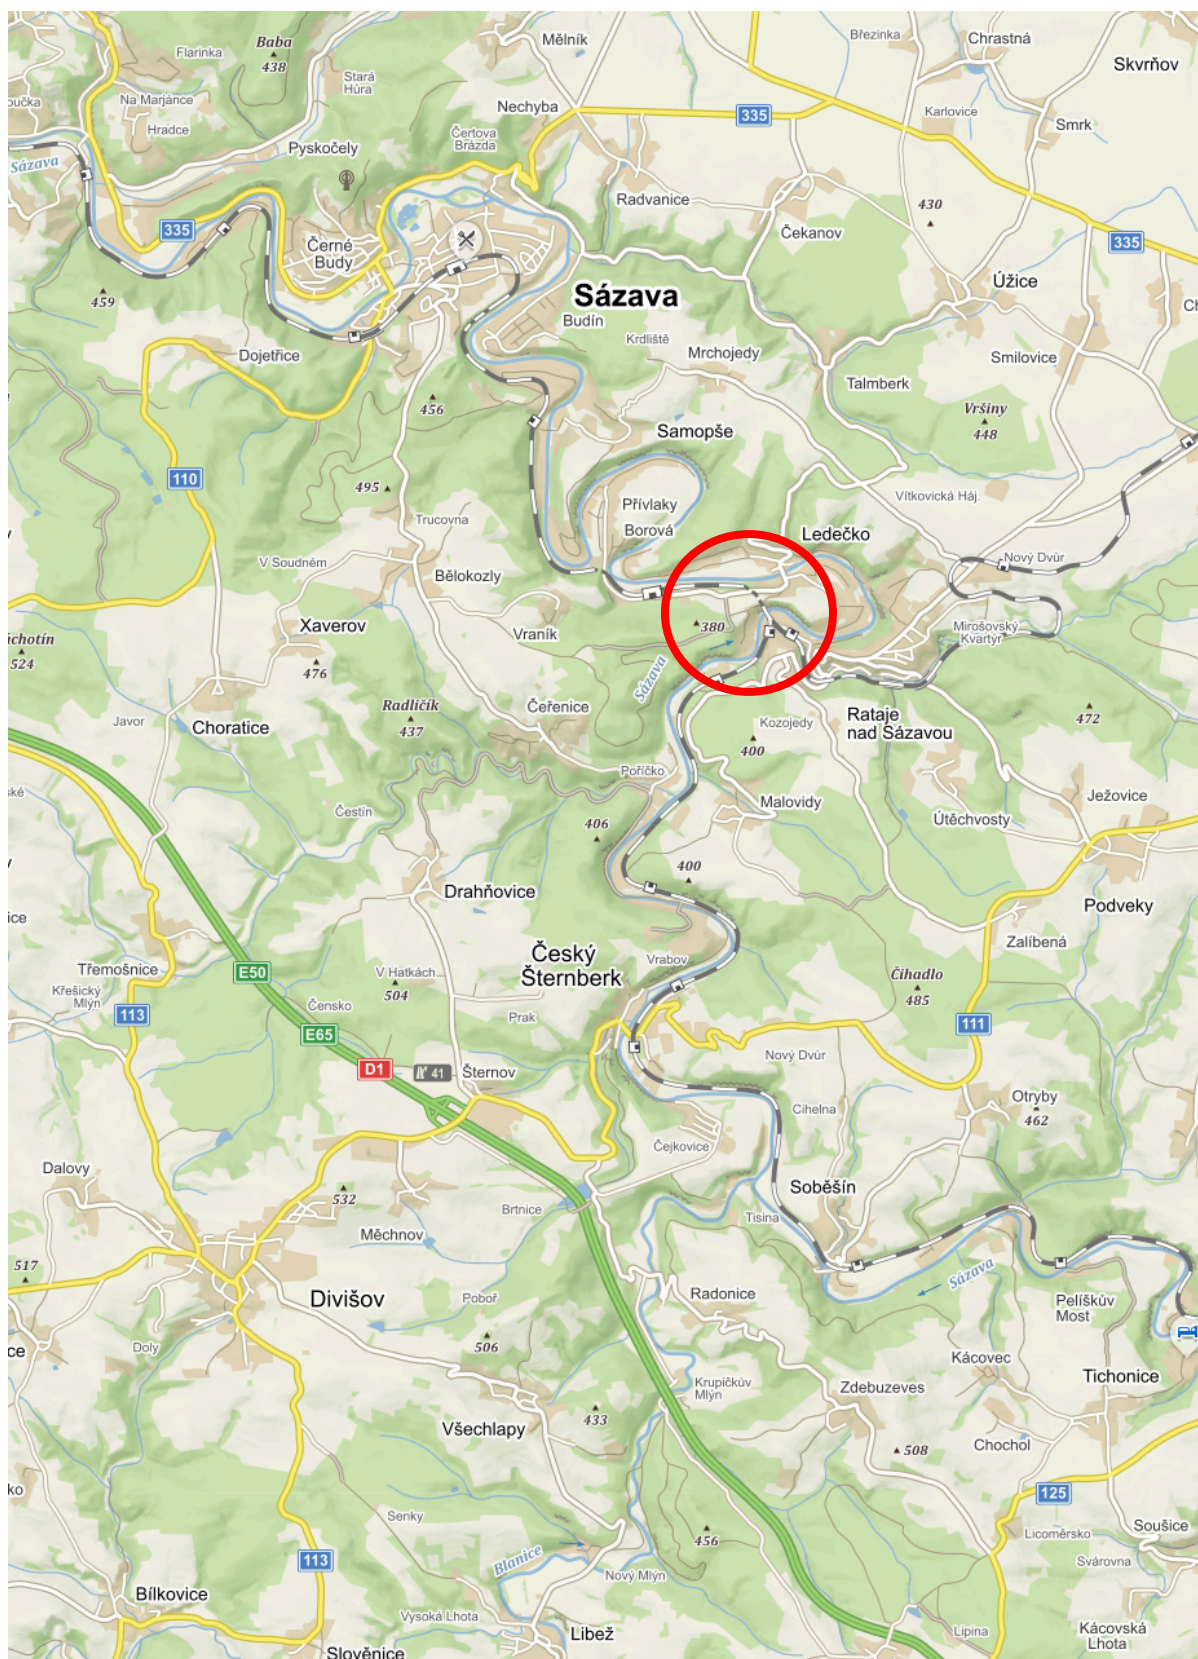 Baba
438
Flarinka
Na Marjánce
Hradce
Stará
Hůra
Mělník
Březinka
Chrastná
Skvrňov
Nechyba
335
Karlovice
Smrk
Sázava
Pyskočely
Čertova
Brázda
Radvanice
430
Čekanov
335
335
Černé
Budy
459
Sázava
Budín
Úžice
Krdliště
Mrchojedy
Smilovice
Dojetřice
Talmberk
456
Vršiny
448
Samopše
110
495
Přívlaky
Borová
Vítkovická Háj.
Trucovna
Ledečko
Nový Dvůr
V Soudném
Bělokozly
Xaverov
476
Vraník
380
Mirošovský
Kvartýr
524
Sázava
Radlíčík
437
Čeřenice
Javor
Choratice
Kozojedy
400
Rataje
nad Sázavou
472
Poříčko
Malovidy
Ježovice
Čestín
406
Útěchvosty
400
Drahňovice
Podveky
Zalíbená
Český
Šternberk
Vrabov
Třemošnice
Křešický
Mlýn
E50
V Hatkách
504
Čihadlo
485
113
Čensko
Prak
E65
111
D1
41
Šternov
Nový Dvůr
Otryby
462
Cihelna
Čejkovice
Dalovy
532
Soběšín
Brtnice
Tisina
Měchnov
517
Sázava
Divišov
Poboř
Radonice
Pelíškův
Most
Doly
506
Kácovec
Tichonice
Krupičkův
Mlýn
Zdebuzeves
Všechlapy
433
508
Chochol
125
Senky
456
Licoměrsko
Soušice
113
Blanice
Svárovna
Nový Mlýn
Bílkovice
Vysoká Lhota
Libež
Lipina
Kácovská
Lhota
Slověnice